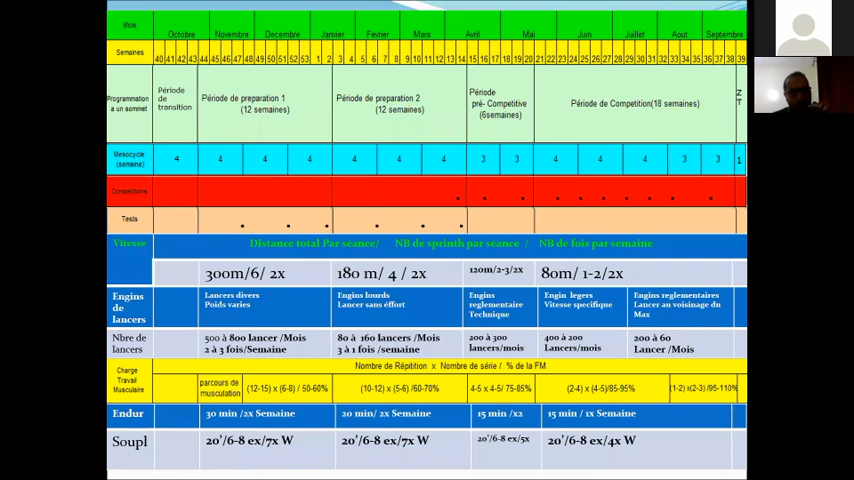 Mois Octobre Novembre Decembre Janvier Fevrier Mars Avril Mai Juin Juillet Aout Septembre
Semaines 40 41 42 43 44 45 46 47 48 49 50 51 52 53 1 2 3 4 5 6 7 8 9 10 11 12 13 14 15 16 17 18 19 20 21 22 23 24 25 26 27 28 29 30 31 32 33 34 35 36 37 38 39
Programmation
a un sommet
Période
de
transition
Période de preparation 1
(12 semaines)
Période de preparation 2
(12 semaines)
Période
pré- Competitive
(6semaines)
Période de Competition(18 semaines)
Z
T
Mesocycle
(semaine)
4 4 4 4 4 4 4 3 3 4 4 4 3 3 1
Compétitions
Tests
Vitesse Distance total Par séance/ NB de sprinth par séance / NB de fois par semaine
300m/6/ 2x 180 m/ 4 / 2x 120m/2-3/2x 80m/ 1-2/2x
Engins
de
lancers
Lancers divers
Poids varies
Engins lourds
Lancer sans éffort
Engins
reglementaire
Technique
Engin legers
Vitesse specifique
Engins reglementaires
Lancer au voisinage du
Max
Nbre de
lancers
500 à 800 lancer /Mois
2 à 3 fois/Semaine
80 à 160 lancers /Mois
3 à 1 fois /semaine
200 à 300
lancers/mois
400 à 200
Lancers/mois
200 à 60
Lancer /Mois
Charge
Travail
Musculaire
Nombre de Répitition x Nombre de série / % de la FM
parcours de
musculation
(12-15) x (6-8) / 50-60%
(10-12) x (5-6) /60-70%
4-5 x 4-5/ 75-85%
(2-4) x (4-5)/85-95%
(1-2) x(2-3) /95-110%
Endur 30 min /2x Semaine 20 min/ 2x Semaine 15 min /x2 15 min / 1x Semaine
Soupl 20’/6-8 ex/7x W 20’/6-8 ex/7x W 20’/6-8 ex/5x 20’/6-8 ex/4x W